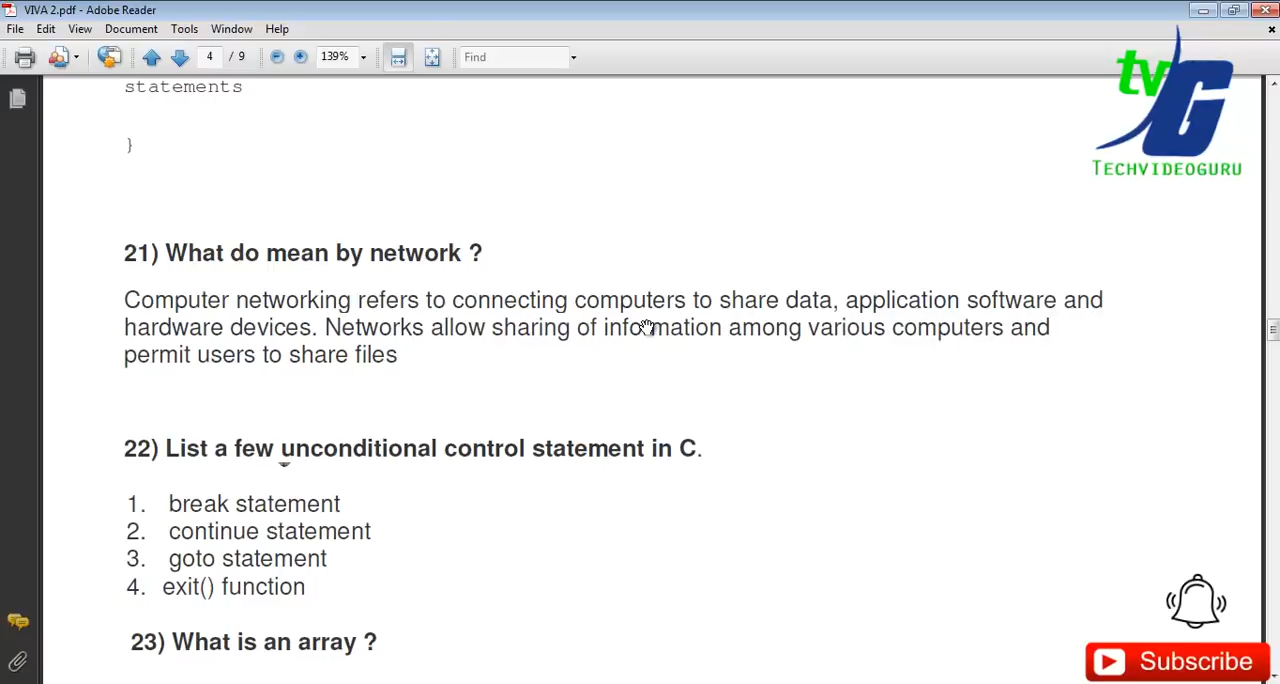 VIVA 2.pdf - Adobe Reader
File Edit View Document Tools Window Help
4 / 9 139% Find
tvG
TECHVIDEOGURU
statements
}
21) What do mean by network ?
Computer networking refers to connecting computers to share data, application software and
hardware devices. Networks allow sharing of information among various computers and
permit users to share files
22) List a few unconditional control statement in C.
1. break statement
2. continue statement
3. goto statement
4. exit() function
23) What is an array ?
Subscribe